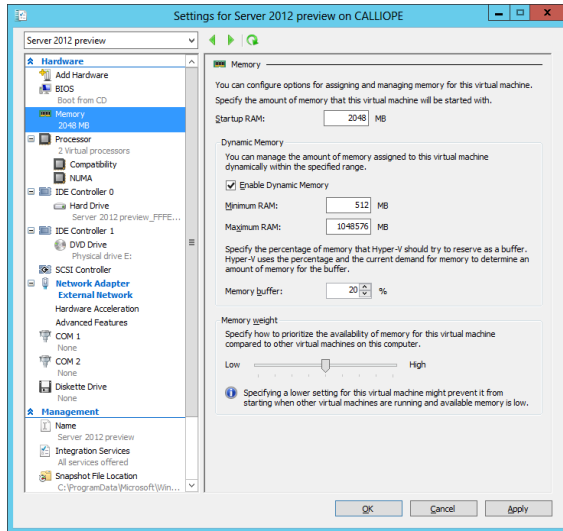 Settings for Server 2012 preview on CALLIOPE
Server 2012 preview
Hardware
Add Hardware
BIOS
Boot from CD
Memory
2048 MB
Processor
2 Virtual processors
Compatibility
NUMA
IDE Controller 0
Hard Drive
Server 2012 preview_FFFE...
IDE Controller 1
DVD Drive
Physical drive E:
SCSI Controller
Network Adapter
External Network
Hardware Acceleration
Advanced Features
COM 1
None
COM 2
None
Diskette Drive
None
Management
Name
Server 2012 preview
Integration Services
All services offered
Snapshot File Location
C:\ProgramData\Microsoft\Win...
Memory
You can configure options for assigning and managing memory for this virtual machine.
Specify the amount of memory that this virtual machine will be started with.
Startup RAM: 2048 MB
Dynamic Memory
You can manage the amount of memory assigned to this virtual machine
dynamically within the specified range.
Enable Dynamic Memory
Minimum RAM: 512 MB
Maximum RAM: 1048576 MB
Specify the percentage of memory that Hyper-V should try to reserve as a buffer.
Hyper-V uses the percentage and the current demand for memory to determine an
amount of memory for the buffer.
Memory buffer: 20 %
Memory weight
Specify how to prioritize the availability of memory for this virtual machine
compared to other virtual machines on this computer.
Low High
Specifying a lower setting for this virtual machine might prevent it from
starting when other virtual machines are running and available memory is low.
OK Cancel Apply